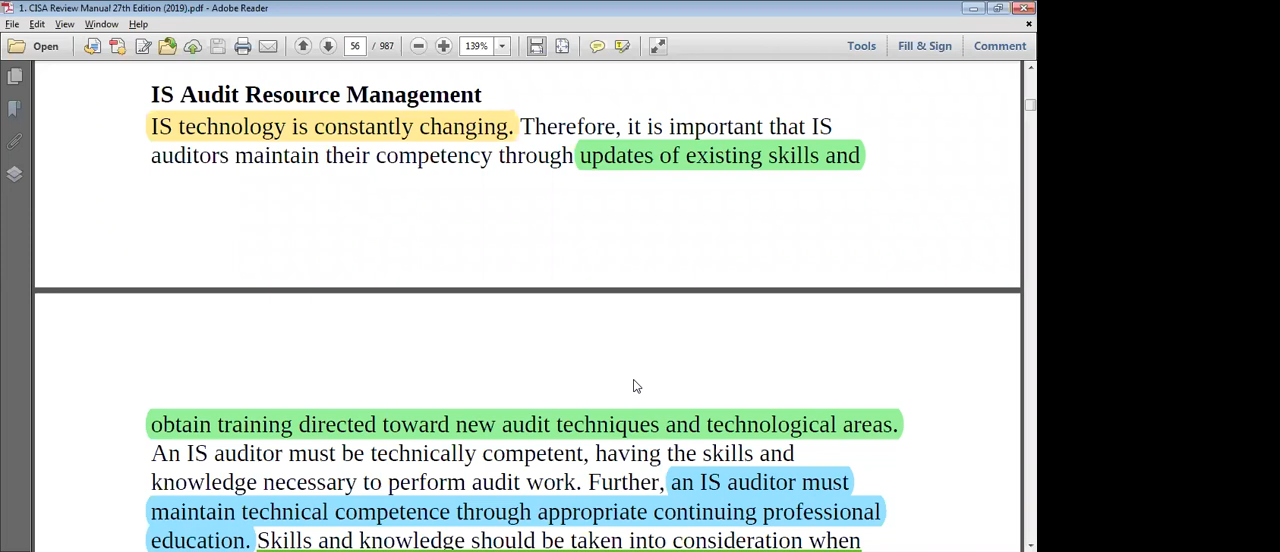 1. CISA Review Manual 27th Edition (2019).pdf - Adobe Reader
File Edit View Window Help
Open 56 / 987 139% Tools Fill & Sign Comment
IS Audit Resource Management
IS technology is constantly changing. Therefore, it is important that IS
auditors maintain their competency through updates of existing skills and
obtain training directed toward new audit techniques and technological areas.
An IS auditor must be technically competent, having the skills and
knowledge necessary to perform audit work. Further, an IS auditor must
maintain technical competence through appropriate continuing professional
education. Skills and knowledge should be taken into consideration when